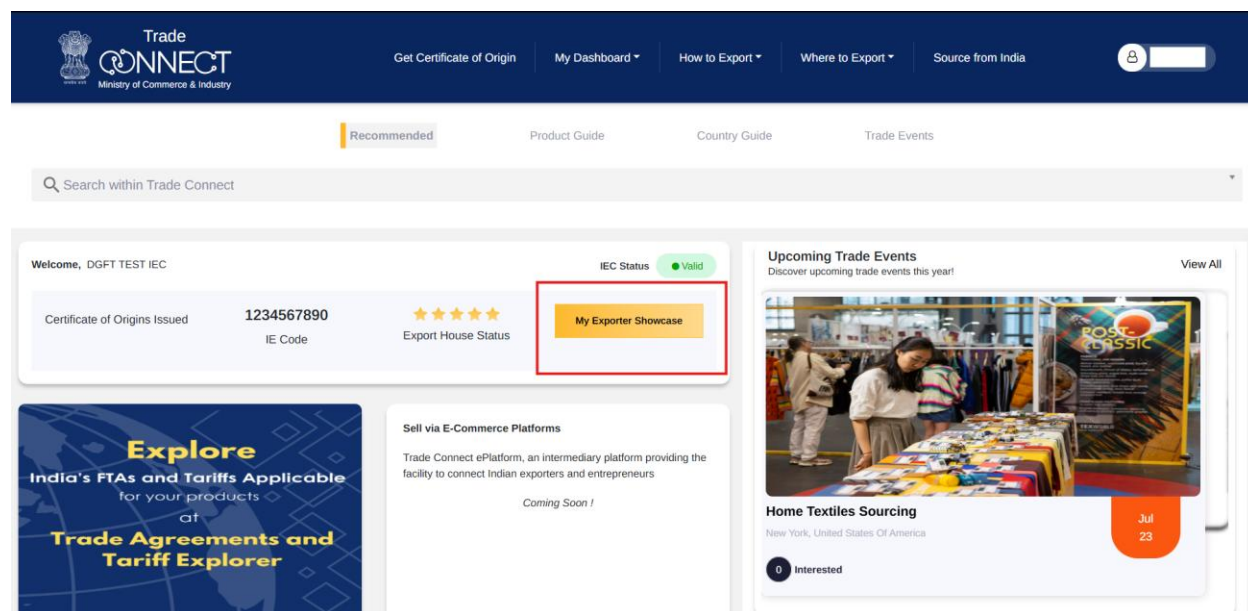 Trade
CONNECT
Ministry of Commerce & Industry
Get Certificate of Origin
My Dashboard
How to Export
Where to Export
Source from India
Recommended
Product Guide
Country Guide
Trade Events
Search within Trade Connect
Welcome, DGFT TEST IEC
IEC Status
Valid
Certificate of Origins Issued
1234567890
IE Code
Export House Status
My Exporter Showcase
Explore
India's FTAs and Tariffs Applicable
for your products
at
Trade Agreements and
Tariff Explorer
Sell via E-Commerce Platforms
Trade Connect ePlatform, an intermediary platform providing the
facility to connect Indian exporters and entrepreneurs
Coming Soon !
Upcoming Trade Events
Discover upcoming trade events this year!
View All
POST-
CLASSIC
Home Textiles Sourcing
New York, United States Of America
Jul
23
0 Interested